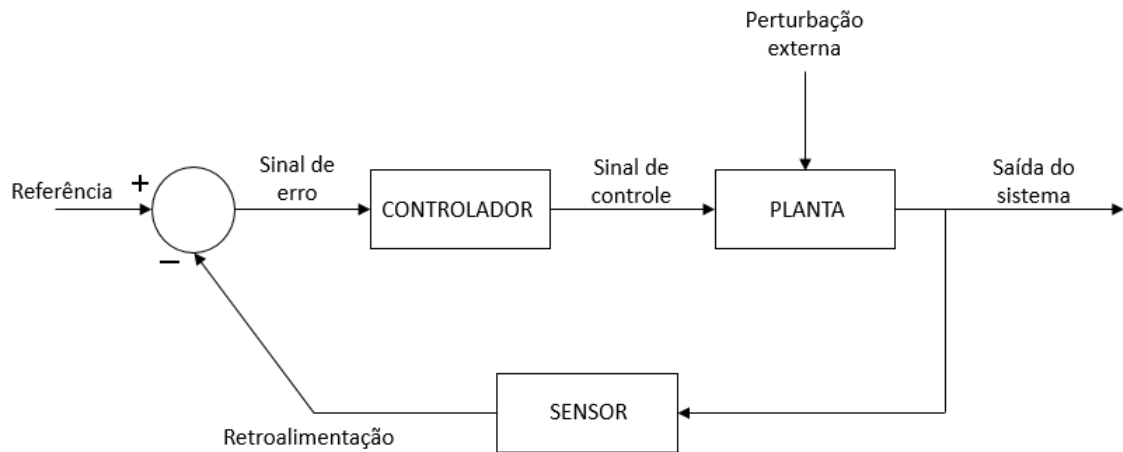 Perturbação
externa
Referência
+
−
Sinal de
erro
CONTROLADOR
Sinal de
controle
PLANTA
Saída do
sistema
SENSOR
Retroalimentação